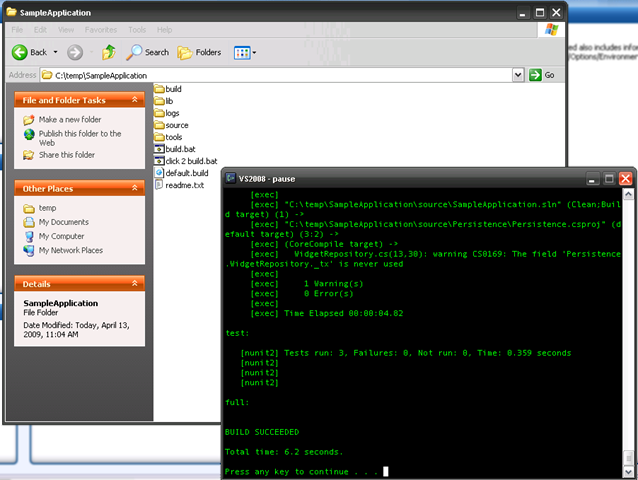 SampleApplication
File Edit View Favorites Tools Help
Back Search Folders
Address C:\temp\SampleApplication Go
ed also includes infor
/Options/Environmen
File and Folder Tasks
Make a new folder
Publish this folder to the
Web
Share this folder
Other Places
temp
My Documents
My Computer
My Network Places
Details
SampleApplication
File Folder
Date Modified: Today, April 13,
2009, 11:04 AM
build
lib
logs
source
tools
build.bat
click 2 build.bat
default.build
readme.txt
VS2008 - pause
[exec]
[exec] "C:\temp\SampleApplication\source\SampleApplication.sln" (Clean;Buil
d target) (1) ->
[exec] "C:\temp\SampleApplication\source\Persistence\Persistence.csproj" (d
efault target) (3:2) ->
[exec] (CoreCompile target) ->
[exec] WidgetRepository.cs(13,30): warning CS0169: The field 'Persistence
.WidgetRepository._tx' is never used
[exec]
[exec] 1 Warning(s)
[exec] 0 Error(s)
[exec]
[exec] Time Elapsed 00:00:04.82
test:
[nunit2] Tests run: 3, Failures: 0, Not run: 0, Time: 0.359 seconds
[nunit2]
[nunit2]
[nunit2]
full:
BUILD SUCCEEDED
Total time: 6.2 seconds.
Press any key to continue . . .